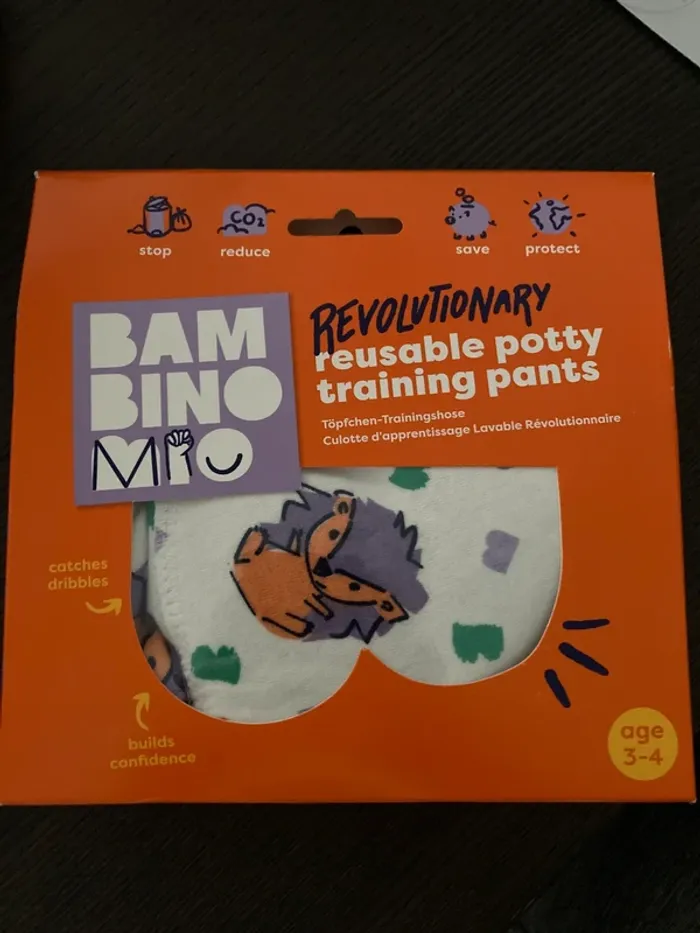 stop
reduce
CO2
save
protect
BAM
BINO
MIO
REVOLUTIONARY
reusable potty
training pants
Töpfchen-Trainingshose
Culotte d'apprentissage Lavable Révolutionnaire
catches
dribbles
builds
confidence
age
3-4